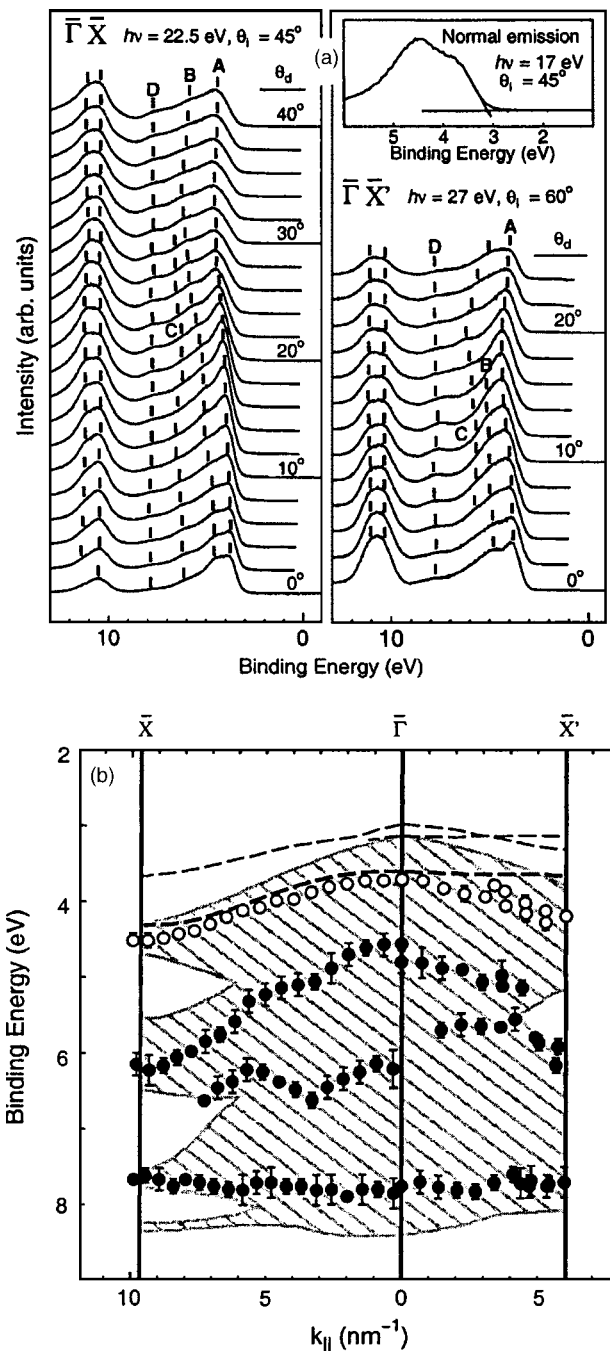 Γ̄ X̄ hν = 22.5 eV, θi = 45°
(a)
Normal emission
hν = 17 eV
θi = 45°
5 4 3 2
Binding Energy (eV)
D B A θd
40°
30°
C
20°
10°
0°
10 0
Γ̄ X̄' hν = 27 eV, θi = 60°
D A θd
20°
B
C
10°
0°
10 0
Intensity (arb. units)
Binding Energy (eV)
X̄ Γ̄ X̄'
(b)
2
4
6
8
Binding Energy (eV)
10 5 0 5
k|| (nm⁻¹)